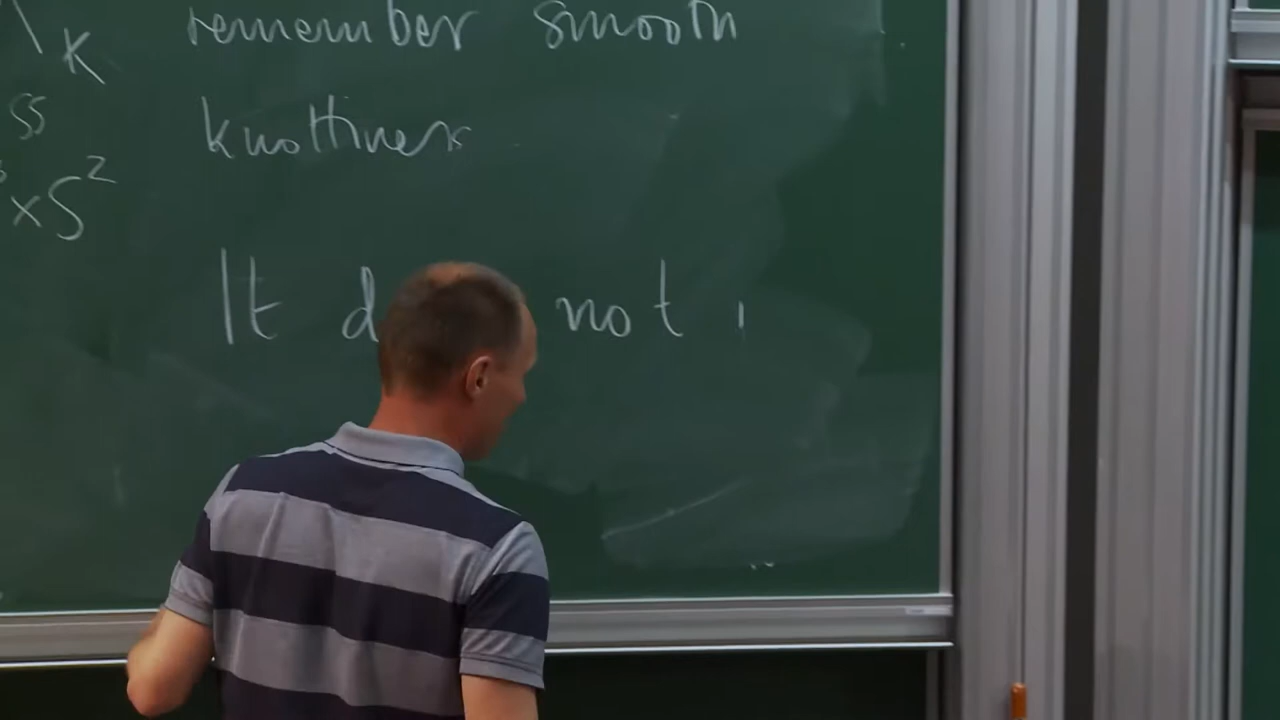 \ K remember smooth
SS knottiness
× S² 
It d not